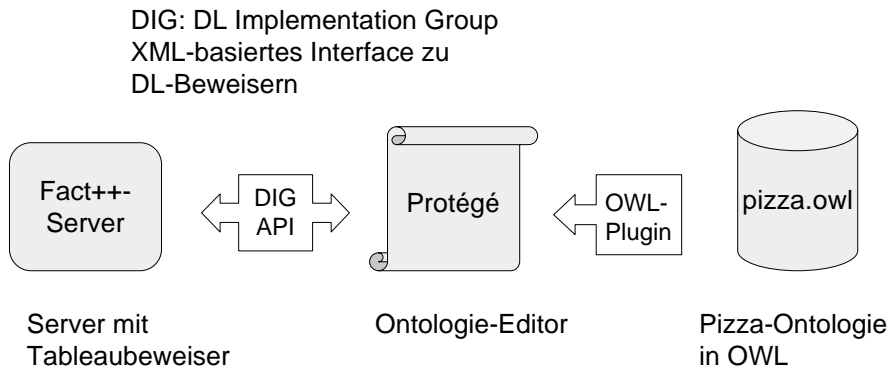 DIG: DL Implementation Group
XML-basiertes Interface zu
DL-Beweisern
Fact++-
Server
DIG
API
Protégé
OWL-
Plugin
pizza.owl
Server mit
Tableaubeweiser
Ontologie-Editor
Pizza-Ontologie
in OWL